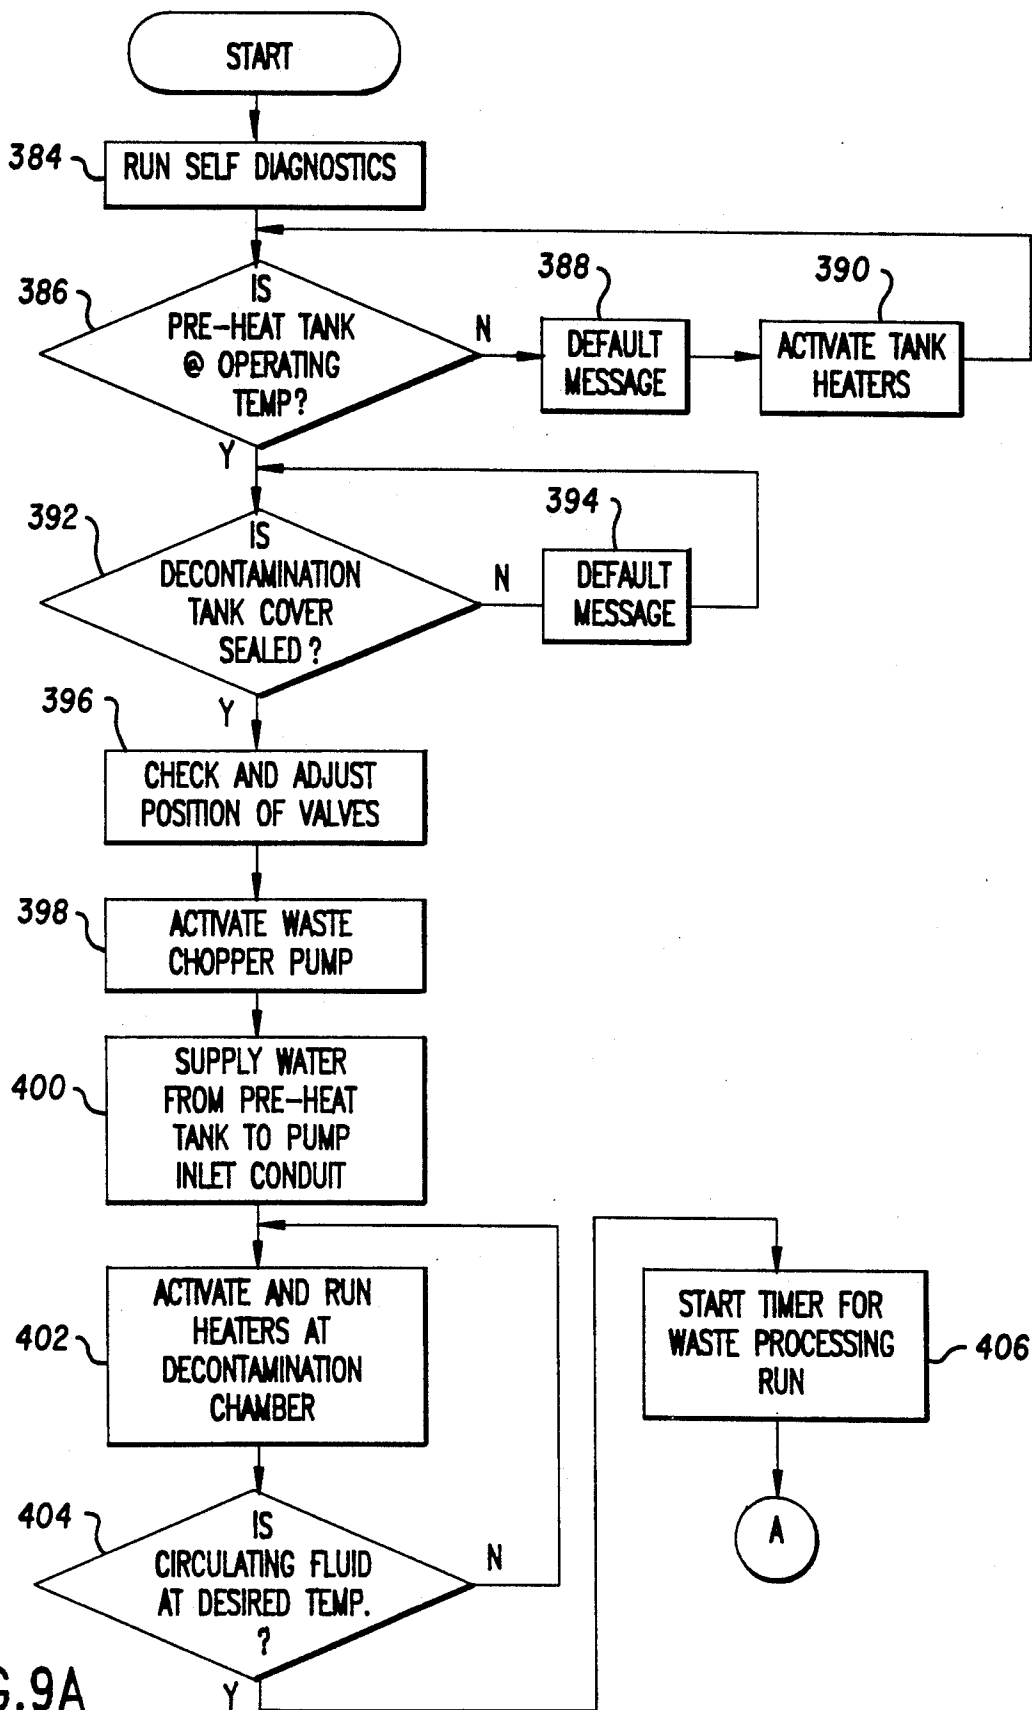 START
384
RUN SELF DIAGNOSTICS
386
IS
PRE-HEAT TANK
@ OPERATING
TEMP?
N
388
DEFAULT
MESSAGE
390
ACTIVATE TANK
HEATERS
Y
392
IS
DECONTAMINATION
TANK COVER
SEALED?
N
394
DEFAULT
MESSAGE
Y
396
CHECK AND ADJUST
POSITION OF VALVES
398
ACTIVATE WASTE
CHOPPER PUMP
400
SUPPLY WATER
FROM PRE-HEAT
TANK TO PUMP
INLET CONDUIT
402
ACTIVATE AND RUN
HEATERS AT
DECONTAMINATION
CHAMBER
404
IS
CIRCULATING FLUID
AT DESIRED TEMP.
?
N
Y
START TIMER FOR
WASTE PROCESSING
RUN
406
A
G.9A